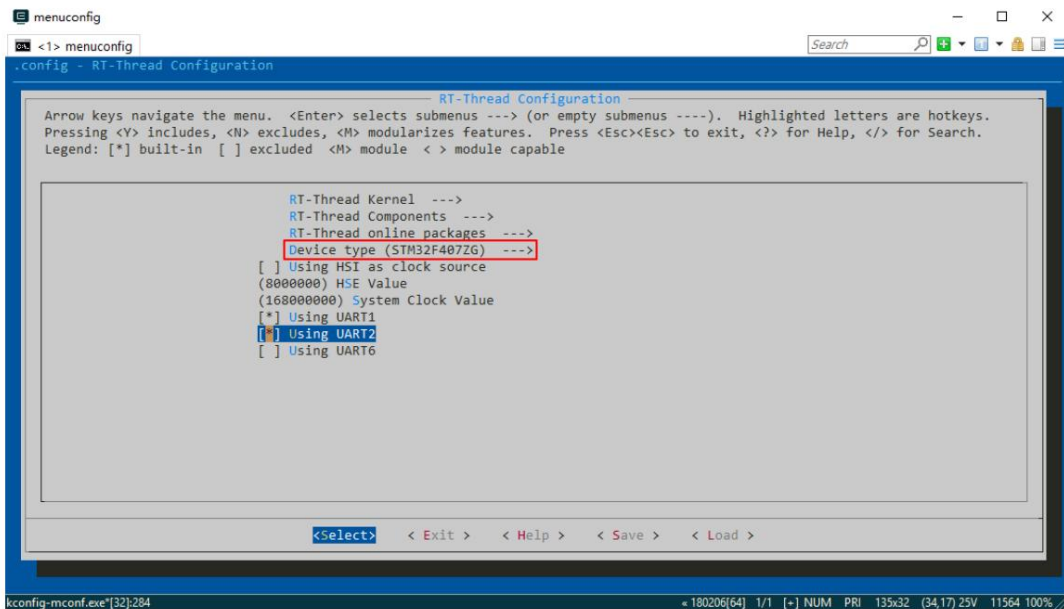 menuconfig
<1> menuconfig
Search
.config - RT-Thread Configuration
RT-Thread Configuration
Arrow keys navigate the menu. <Enter> selects submenus ---> (or empty submenus ----). Highlighted letters are hotkeys.
Pressing <Y> includes, <N> excludes, <M> modularizes features. Press <Esc><Esc> to exit, <?> for Help, </> for Search.
Legend: [*] built-in [ ] excluded <M> module < > module capable
RT-Thread Kernel --->
RT-Thread Components --->
RT-Thread online packages --->
Device type (STM32F407ZG) --->
[ ] Using HSI as clock source
(8000000) HSE Value
(168000000) System Clock Value
[*] Using UART1
[*] Using UART2
[ ] Using UART6
<Select> < Exit > < Help > < Save > < Load >
kconfig-mconf.exe*[32]:284 « 180206[64] 1/1 [+] NUM PRI 135x32 (34,17) 25V 11564 100%